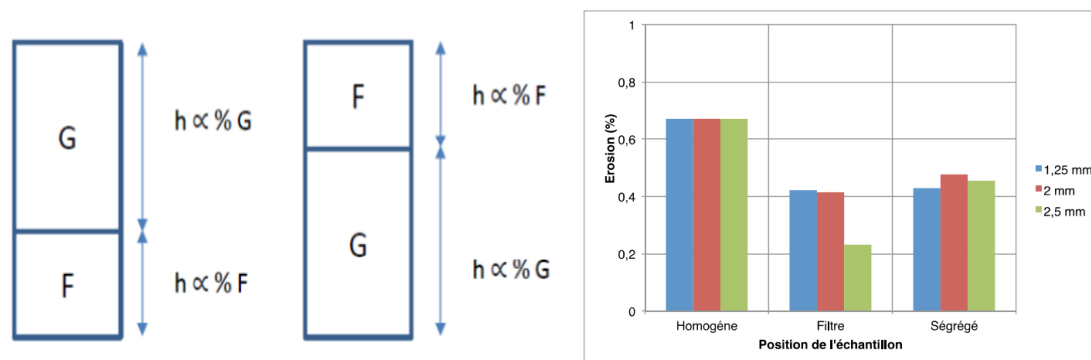 G
h ∝ % G
F
h ∝ % F
F
h ∝ % F
G
h ∝ % G
1
0,8
0,6
0,4
0,2
0
Erosion (%)
Homogéne
Filtre
Ségrégé
Position de l'échantillon
1,25 mm
2 mm
2,5 mm